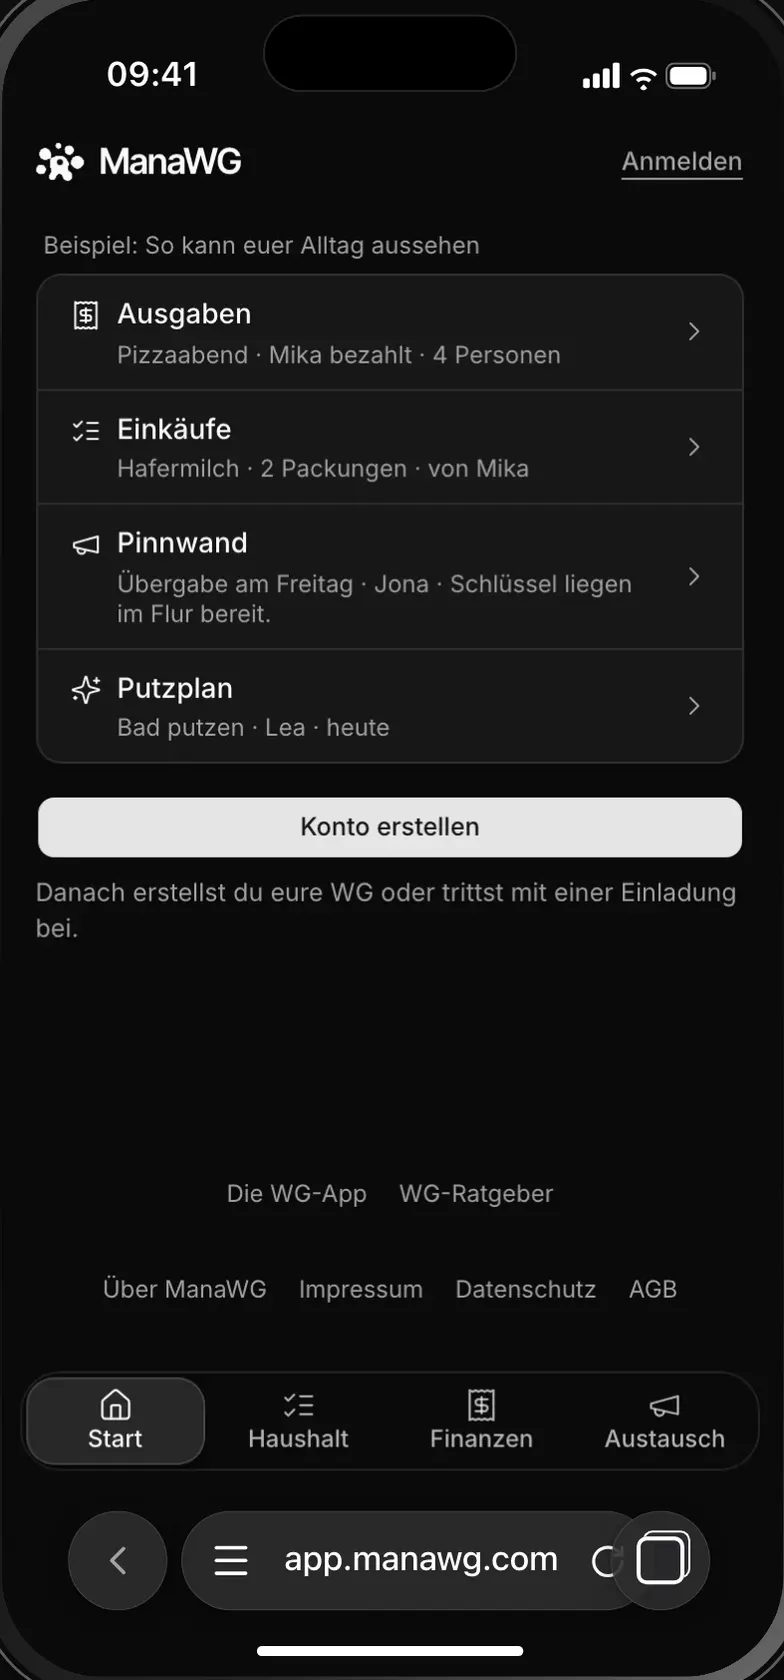 09:41
ManaWG
Anmelden
Beispiel: So kann euer Alltag aussehen
Ausgaben
Pizzaabend · Mika bezahlt · 4 Personen
Einkäufe
Hafermilch · 2 Packungen · von Mika
Pinnwand
Übergabe am Freitag · Jona · Schlüssel liegen
im Flur bereit.
Putzplan
Bad putzen · Lea · heute
Konto erstellen
Danach erstellst du eure WG oder trittst mit einer Einladung
bei.
Die WG-App WG-Ratgeber
Über ManaWG Impressum Datenschutz AGB
Start Haushalt Finanzen Austausch
app.manawg.com